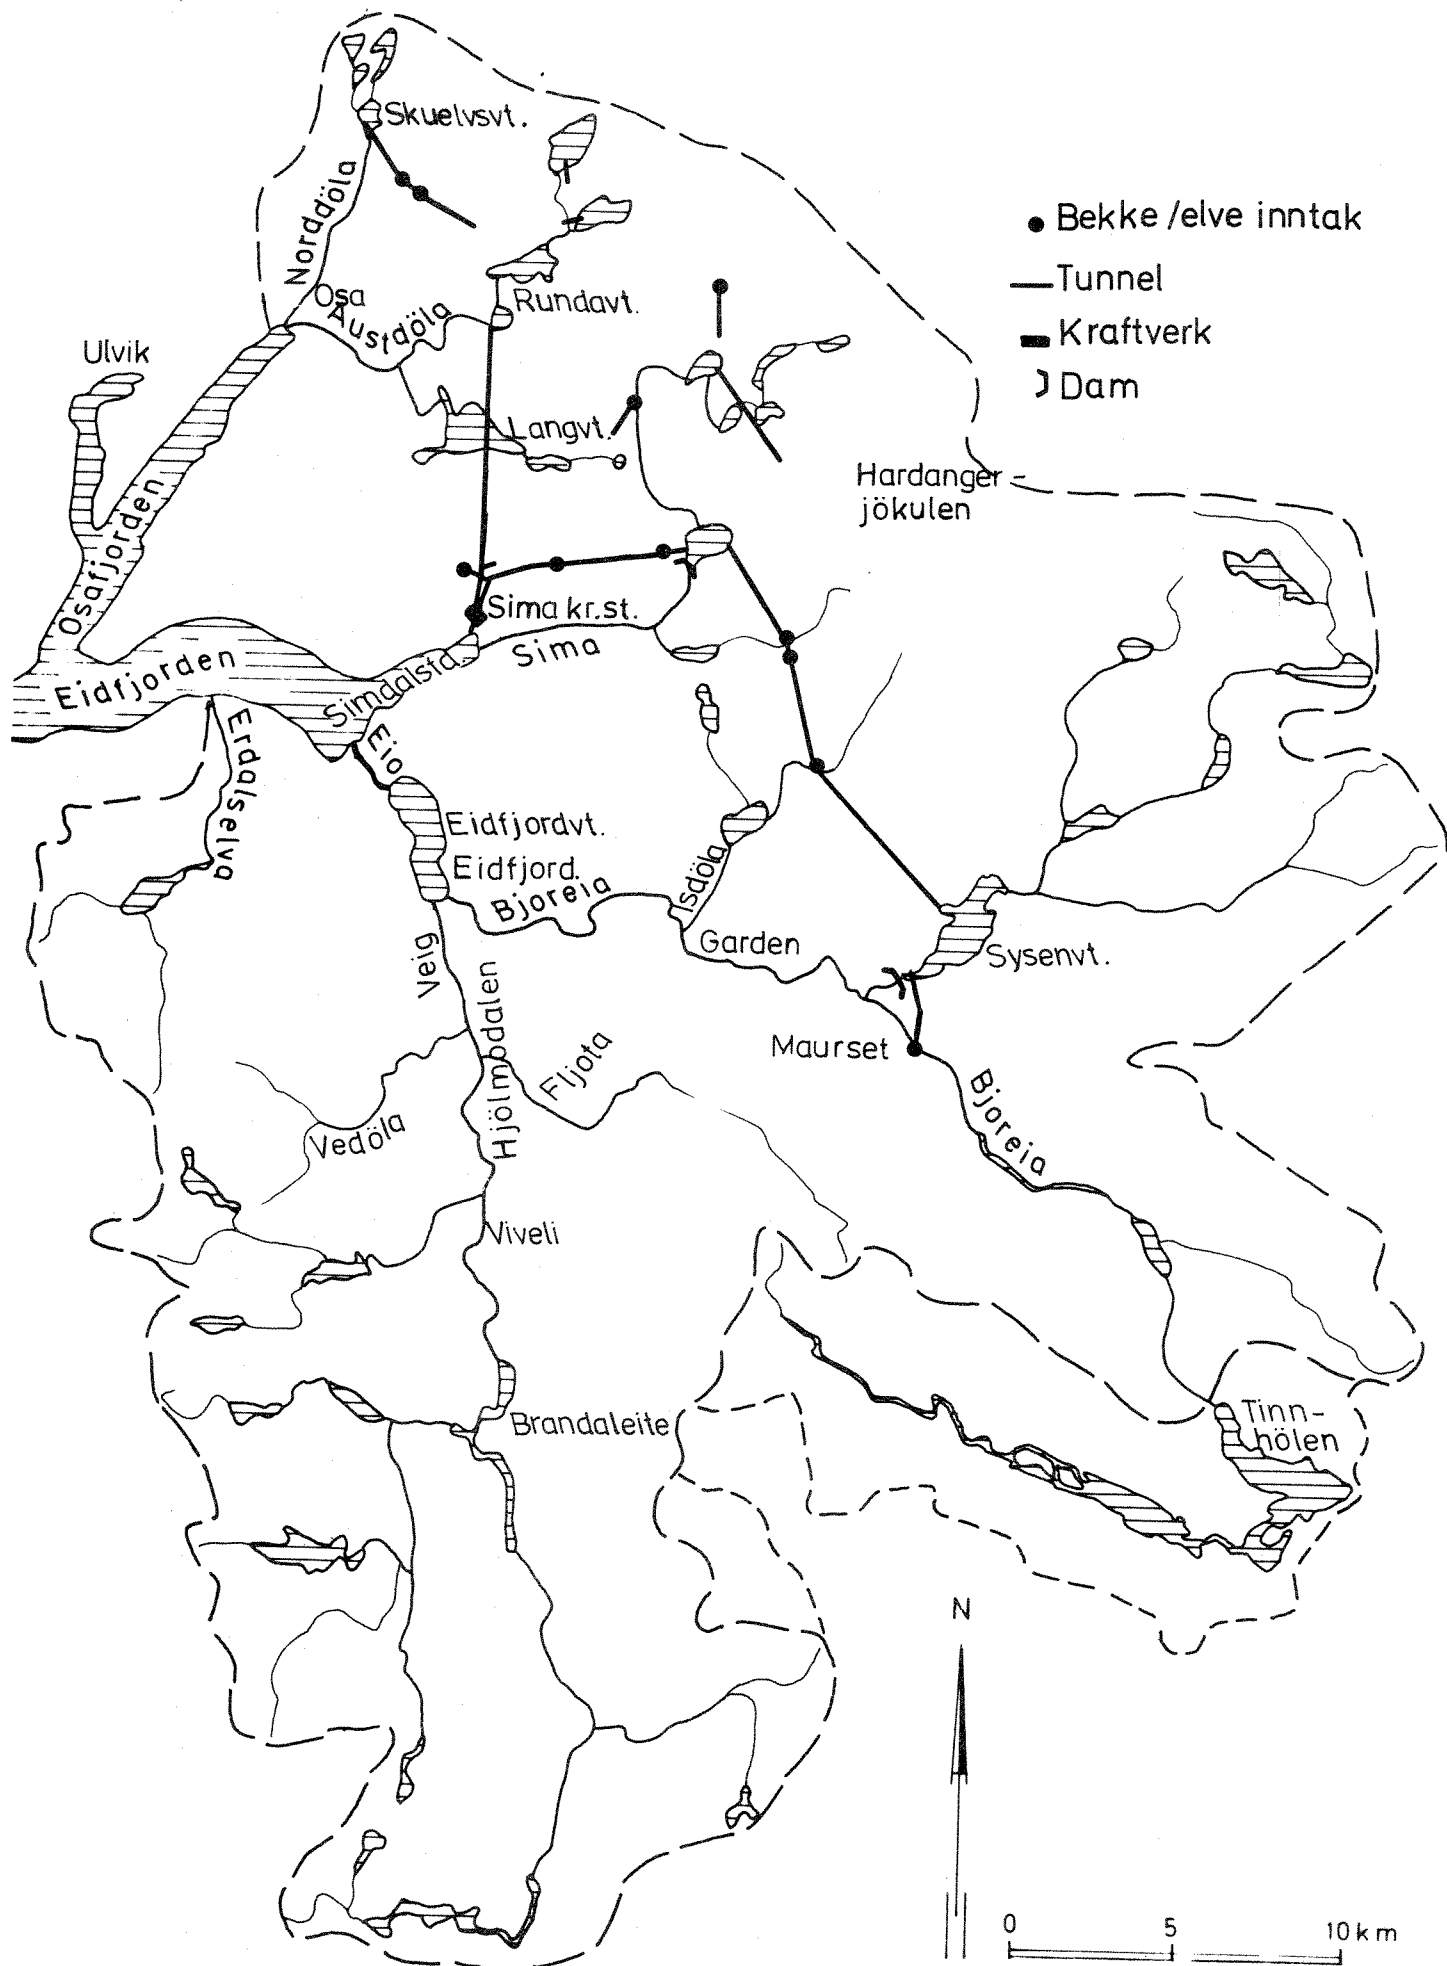 Skuelvsvt.
Norddöla
Bekke/elve inntak
Tunnel
Kraftverk
Dam
Osa
Austdöla
Rundavt.
Ulvik
Langvt.
Hardanger-
jökulen
Osafjorden
Sima kr.st.
Sima
Eidfjorden
Simdalsfd.
Erdalselva
Eio
Eidfjordvt.
Eidfjord.
Bjoreia
Isdöla
Garden
Sysenvt.
Veig
Hjölmodalen
Maurset
Fljota
Bjoreia
Vedöla
Viveli
Brandaleite
Tinn-
hölen
N
0 5 10 km